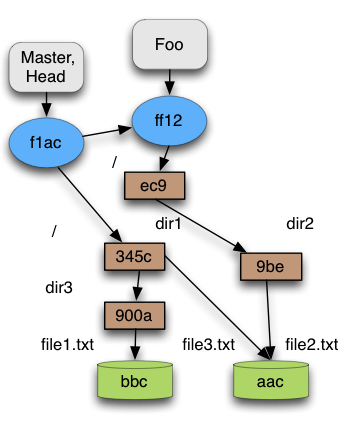 Foo
Master,
Head
ff12
f1ac
/
ec9
dir1
dir2
/
345c
9be
dir3
900a
file1.txt
file3.txt
file2.txt
bbc
aac